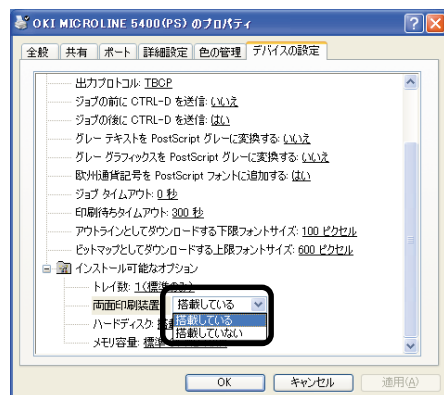 OKI MICROLINE 5400(PS) のプロパティ
全般 共有 ポート 詳細設定 色の管理 デバイスの設定
出力プロトコル: TBCP
ジョブの前に CTRL-D を送信: いいえ
ジョブの後に CTRL-D を送信: はい
グレー テキストを PostScript グレーに変換する: いいえ
グレー グラフィックスを PostScript グレーに変換する: いいえ
欧州通貨記号を PostScript フォントに追加する: はい
ジョブ タイムアウト: 0 秒
印刷待ちタイムアウト: 300 秒
アウトラインとしてダウンロードする下限フォントサイズ: 100 ピクセル
ビットマップとしてダウンロードする上限フォントサイズ: 600 ピクセル
インストール可能なオプション
トレイ数: 1(標準のみ)
両面印刷装置: 搭載している
搭載している
ハードディスク:
搭載していない
メモリ容量: 標準
OK キャンセル 適用(A)